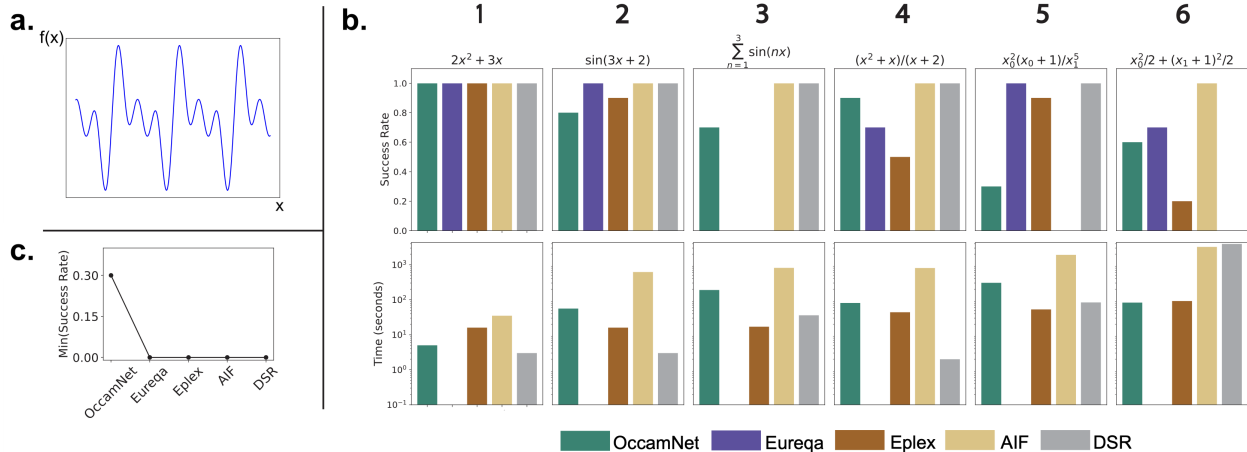 a.
f(x)
x
b.
1 2 3 4 5 6
2x² + 3x
sin(3x + 2)
3
∑ sin(nx)
n = 1
(x² + x)/(x + 2)
x₀²(x₀ + 1)/x₁⁵
x₀²/2 + (x₁ + 1)²/2
Success Rate
1.0
0.8
0.6
0.4
0.2
0.0
Time (seconds)
10³
10²
10¹
10⁰
10⁻¹
c.
Min(Success Rate)
0.30
0.15
0.00
OccamNet Eureqa Eplex AIF DSR
OccamNet Eureqa Eplex AIF DSR